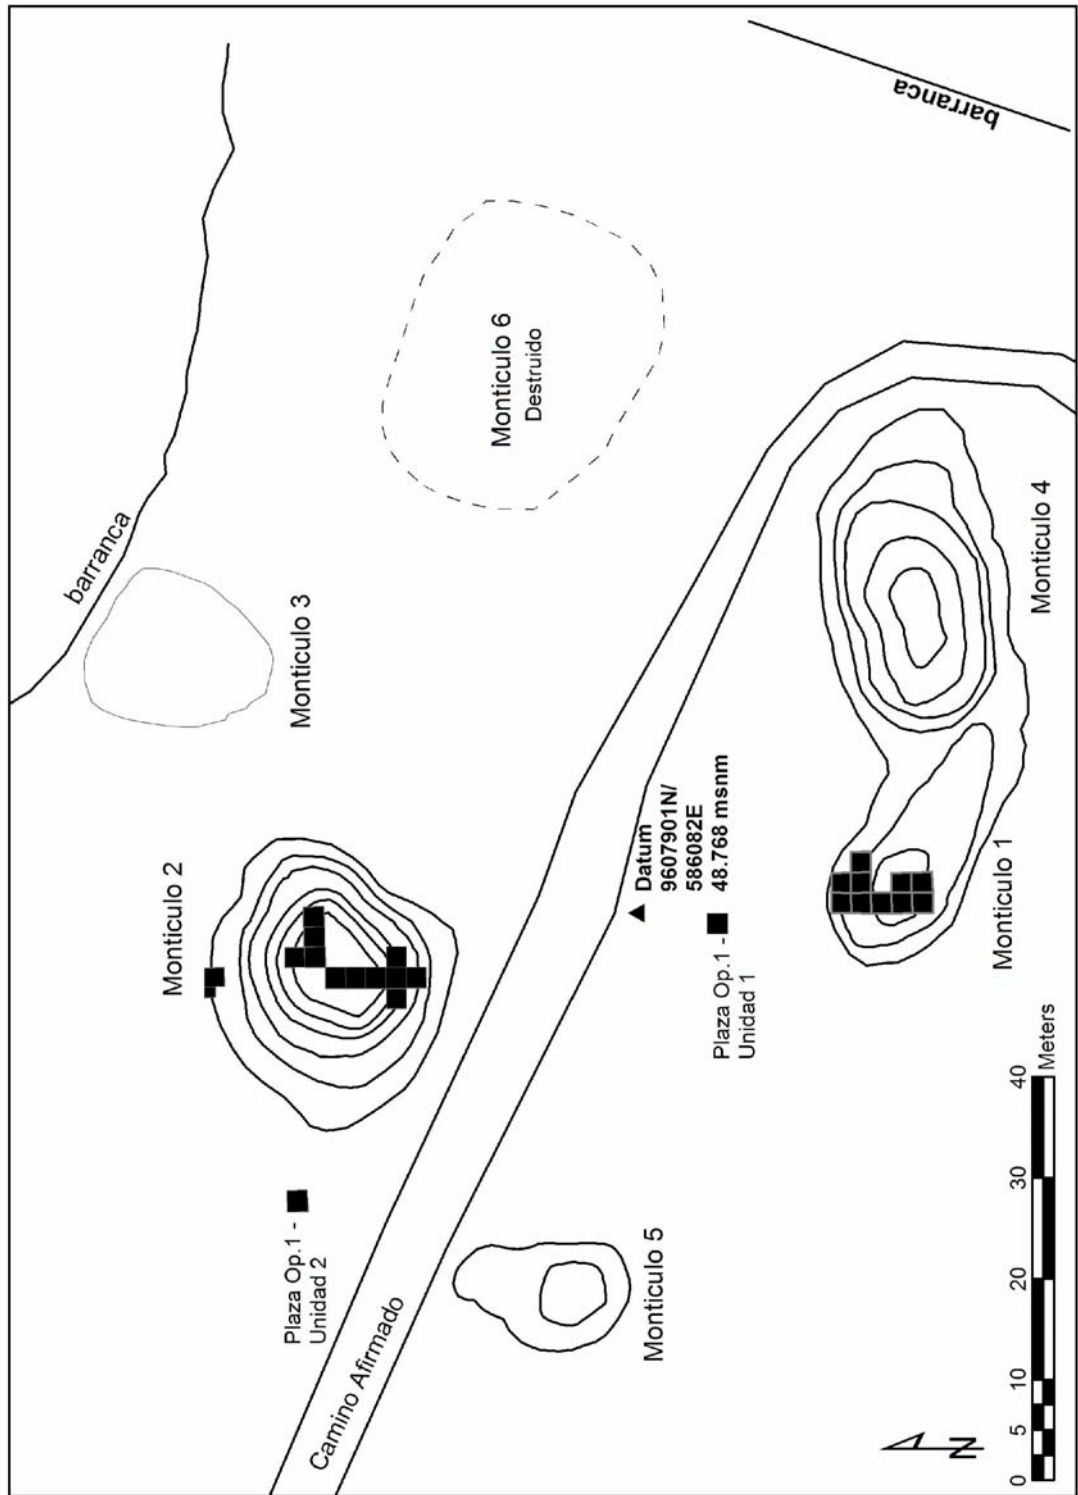 barranca
barranca
Monticulo 6
Destruido
Monticulo 3
Monticulo 2
Monticulo 4
Datum
9607901N/
586082E
48.768 msnm
Plaza Op.1 -
Unidad 1
Monticulo 1
Plaza Op.1 -
Unidad 2
Camino Afirmado
Monticulo 5
N
0 5 10 20 30 40
Meters